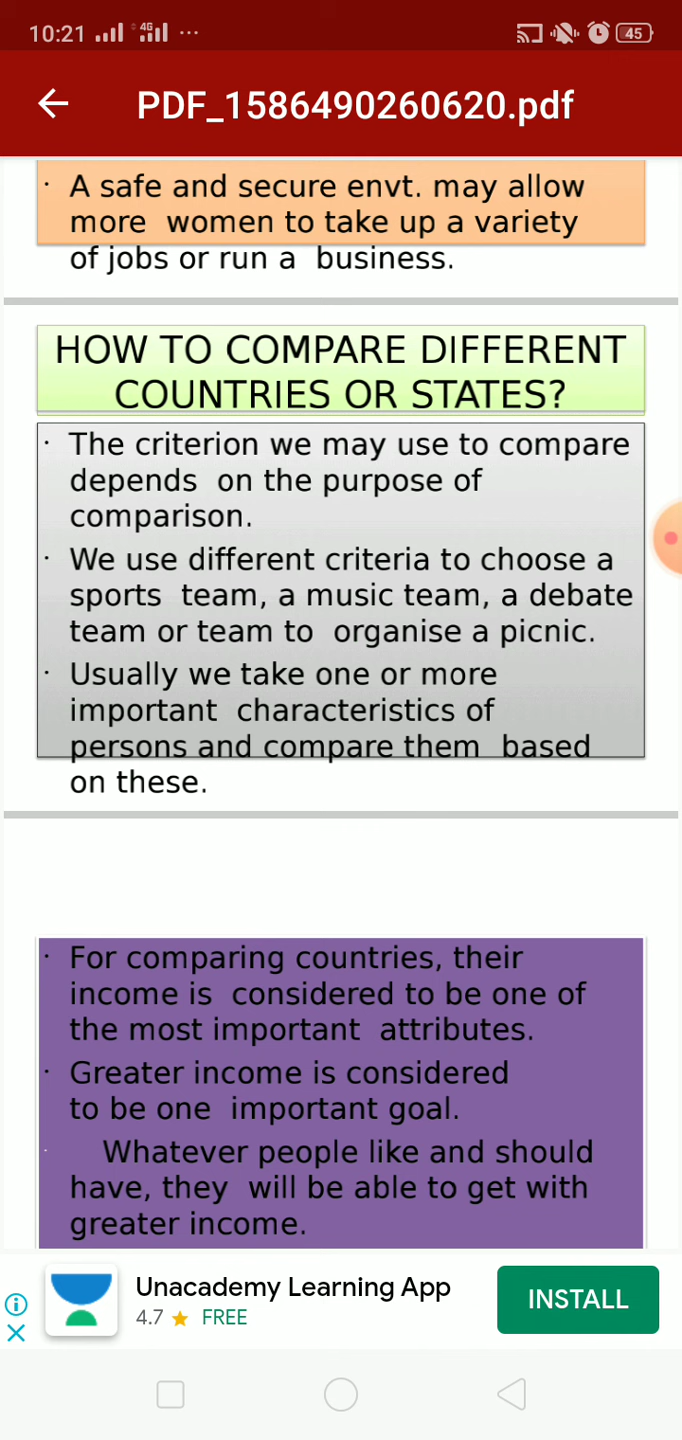 10:21 4G ... 45
PDF_1586490260620.pdf
· A safe and secure envt. may allow
more women to take up a variety
of jobs or run a business.
HOW TO COMPARE DIFFERENT
COUNTRIES OR STATES?
· The criterion we may use to compare
depends on the purpose of
comparison.
· We use different criteria to choose a
sports team, a music team, a debate
team or team to organise a picnic.
· Usually we take one or more
important characteristics of
persons and compare them based
on these.
· For comparing countries, their
income is considered to be one of
the most important attributes.
· Greater income is considered
to be one important goal.
· Whatever people like and should
have, they will be able to get with
greater income.
Unacademy Learning App
4.7 ★ FREE
INSTALL